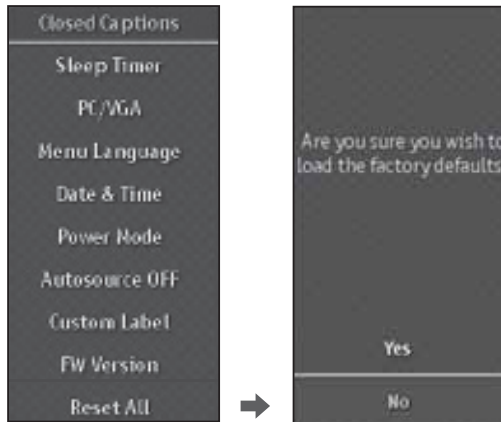 Closed Captions
Sleep Timer
PC/VGA
Menu Language
Date & Time
Power Mode
Autosource OFF
Custom Label
FW Version
Reset All
Are you sure you wish to
load the factory defaults
Yes
No